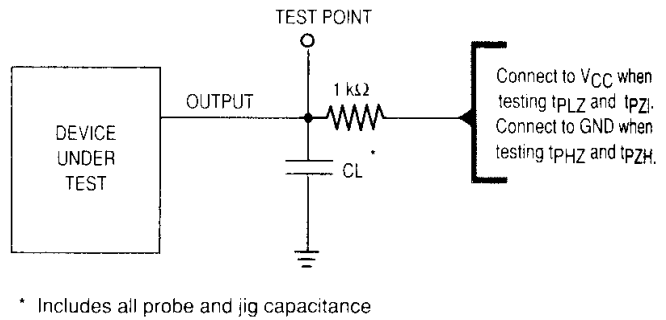 TEST POINT
1 kΩ
OUTPUT
DEVICE
UNDER
TEST
CL*
Connect to VCC when
testing tPLZ and tPZL.
Connect to GND when
testing tPHZ and tPZH.
* Includes all probe and jig capacitance